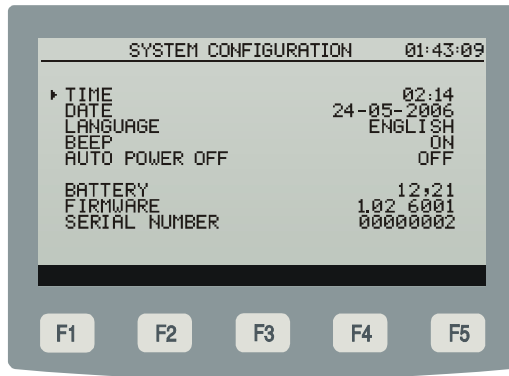 SYSTEM CONFIGURATION 01:43:09
TIME 02:14
DATE 24-05-2006
LANGUAGE ENGLISH
BEEP ON
AUTO POWER OFF OFF
BATTERY 12,21
FIRMWARE 1.02 6001
SERIAL NUMBER 00000002
F1 F2 F3 F4 F5